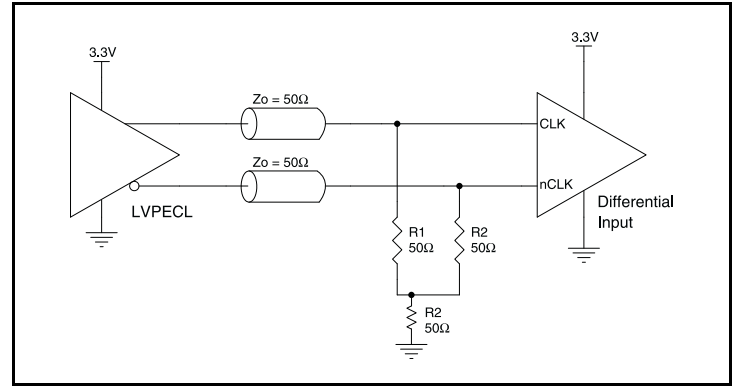 3.3V
3.3V
Zo = 50Ω
CLK
Zo = 50Ω
nCLK
LVPECL
Differential
Input
R1
50Ω
R2
50Ω
R2
50Ω